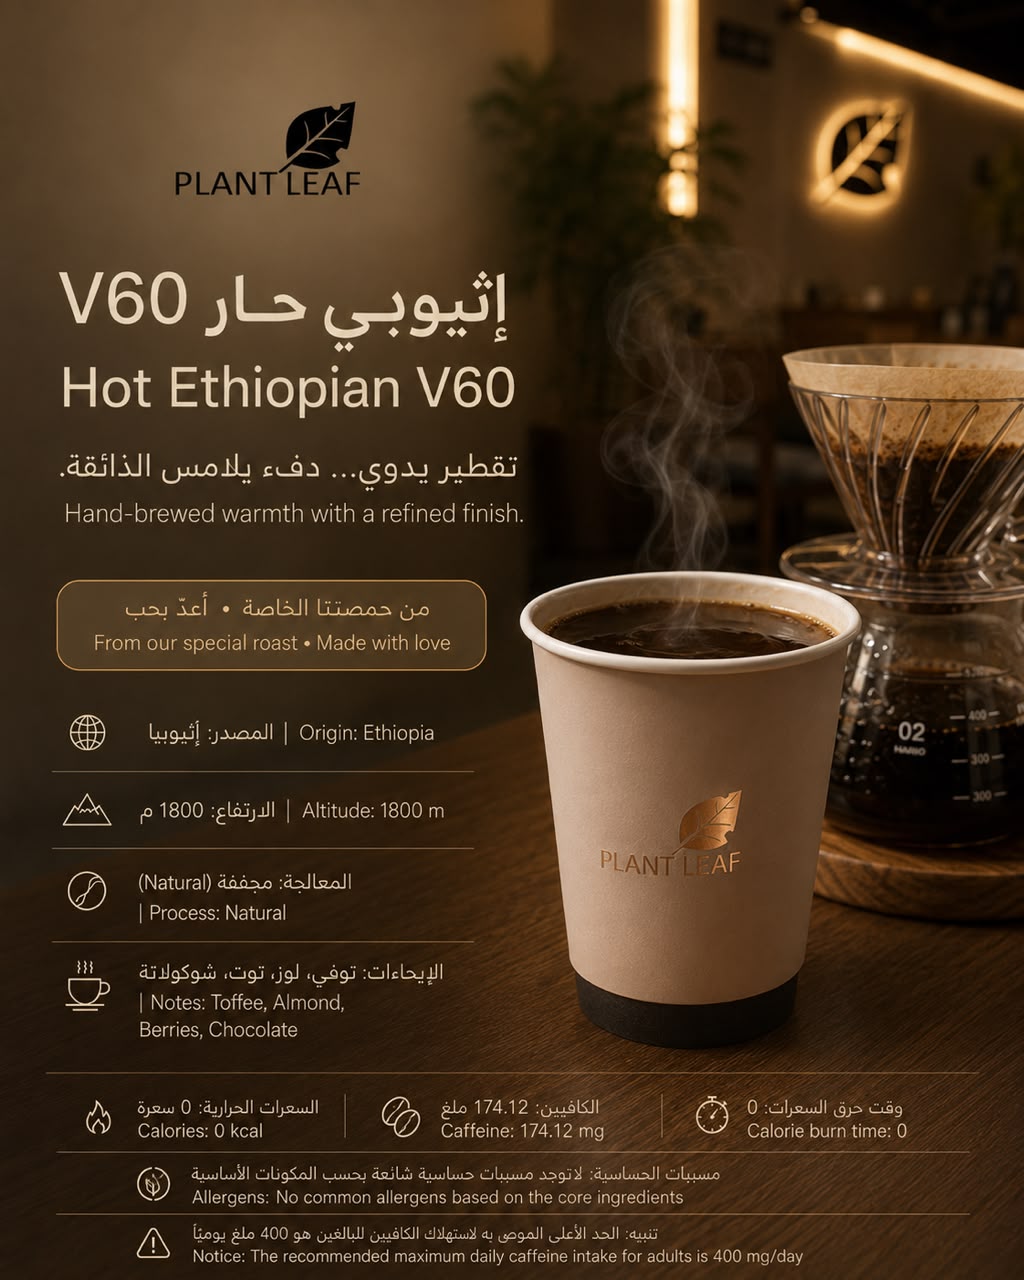 PLANT LEAF
إثيوبي حار V60
Hot Ethiopian V60
تقطير يدوي... دفء يلامس الذائقة.
Hand-brewed warmth with a refined finish.
من حمصتتا الخاصة • أعدّ بحب
From our special roast • Made with love
المصدر: أثيوبيا | Origin: Ethiopia
الارتفاع: 1800 م | Altitude: 1800 m
المعالجة: مجففة (Natural)
| Process: Natural
الإيحاءات: توفي، لوز، توت، شوكولاتة
| Notes: Toffee, Almond,
Berries, Chocolate
PLANT LEAF
02
HARIO
400
300
300
السعرات الحرارية: 0 سعرة
Calories: 0 kcal
الكافيين: 174.12 ملغ
Caffeine: 174.12 mg
وقت حرق السعرات: 0
Calorie burn time: 0
مسببات الحساسية: لاتوجد مسببات حساسية شائعة بحسب المكونات الأساسية
Allergens: No common allergens based on the core ingredients
تنبيه: الحد الأعلى الموصى به لاستهلاك الكافيين للبالغين هو 400 ملغ يوميًا
Notice: The recommended maximum daily caffeine intake for adults is 400 mg/day